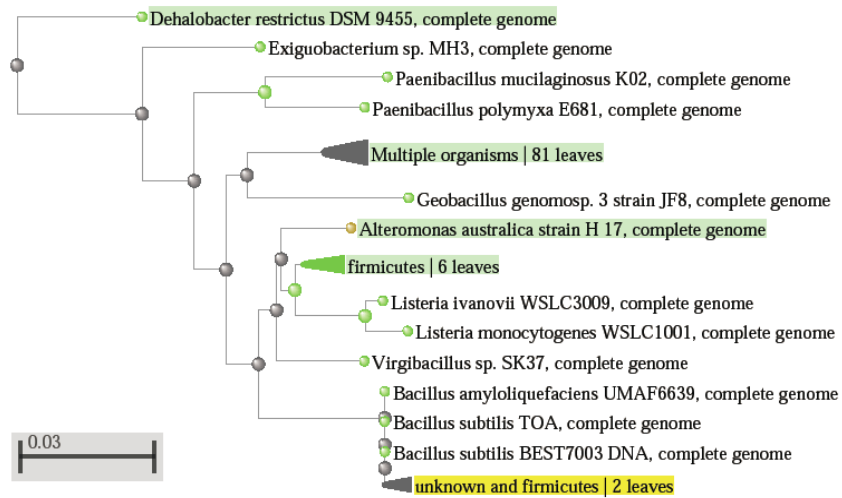 Dehalobacter restrictus DSM 9455, complete genome
Exiguobacterium sp. MH3, complete genome
Paenibacillus mucilaginosus K02, complete genome
Paenibacillus polymyxa E681, complete genome
Multiple organisms | 81 leaves
Geobacillus genomosp. 3 strain JF8, complete genome
Alteromonas australica strain H 17, complete genome
firmicutes | 6 leaves
Listeria ivanovii WSLC3009, complete genome
Listeria monocytogenes WSLC1001, complete genome
Virgibacillus sp. SK37, complete genome
Bacillus amyloliquefaciens UMAF6639, complete genome
Bacillus subtilis TOA, complete genome
Bacillus subtilis BEST7003 DNA, complete genome
unknown and firmicutes | 2 leaves
0.03